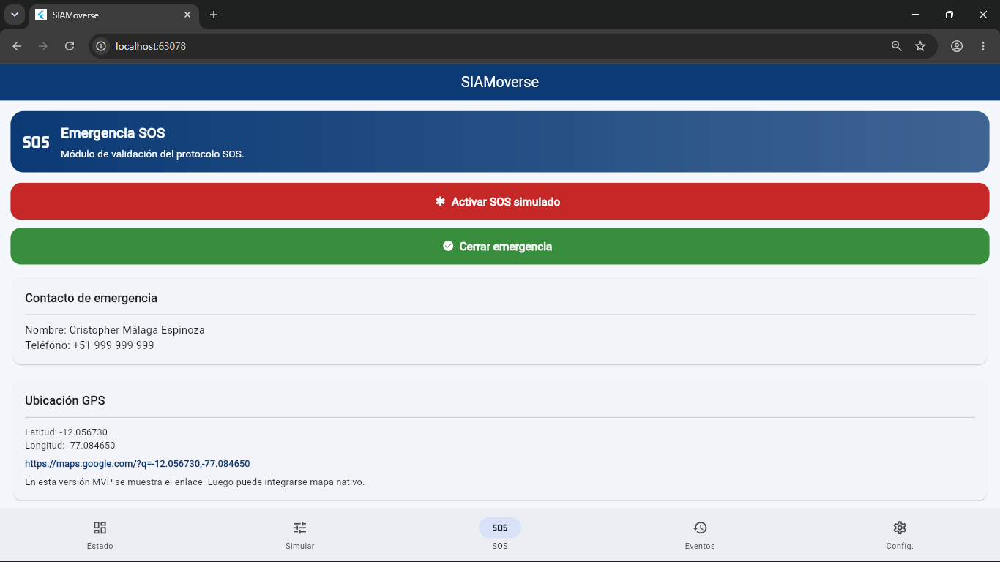 SIAMoverse
localhost:63078
SIAMoverse
SOS
Emergencia SOS
Módulo de validación del protocolo SOS.
Activar SOS simulado
Cerrar emergencia
Contacto de emergencia
Nombre: Cristopher Málaga Espinoza
Teléfono: +51 999 999 999
Ubicación GPS
Latitud: -12.056730
Longitud: -77.084650
https://maps.google.com/?q=-12.056730,-77.084650
En esta versión MVP se muestra el enlace. Luego puede integrarse mapa nativo.
SOS
Estado
Simular
SOS
Eventos
Config.